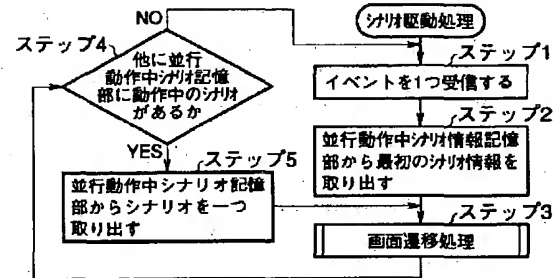 シナリオ駆動処理
NO
ステップ4
他に並行
動作中シナリオ記憶
部に動作中のシナリオ
があるか
YES
ステップ1
イベントを1つ受信する
ステップ2
並行動作中シナリオ情報記憶
部から最初のシナリオ情報を
取り出す
ステップ5
並行動作中シナリオ記憶
部からシナリオを一つ
取り出す
ステップ3
画面遷移処理